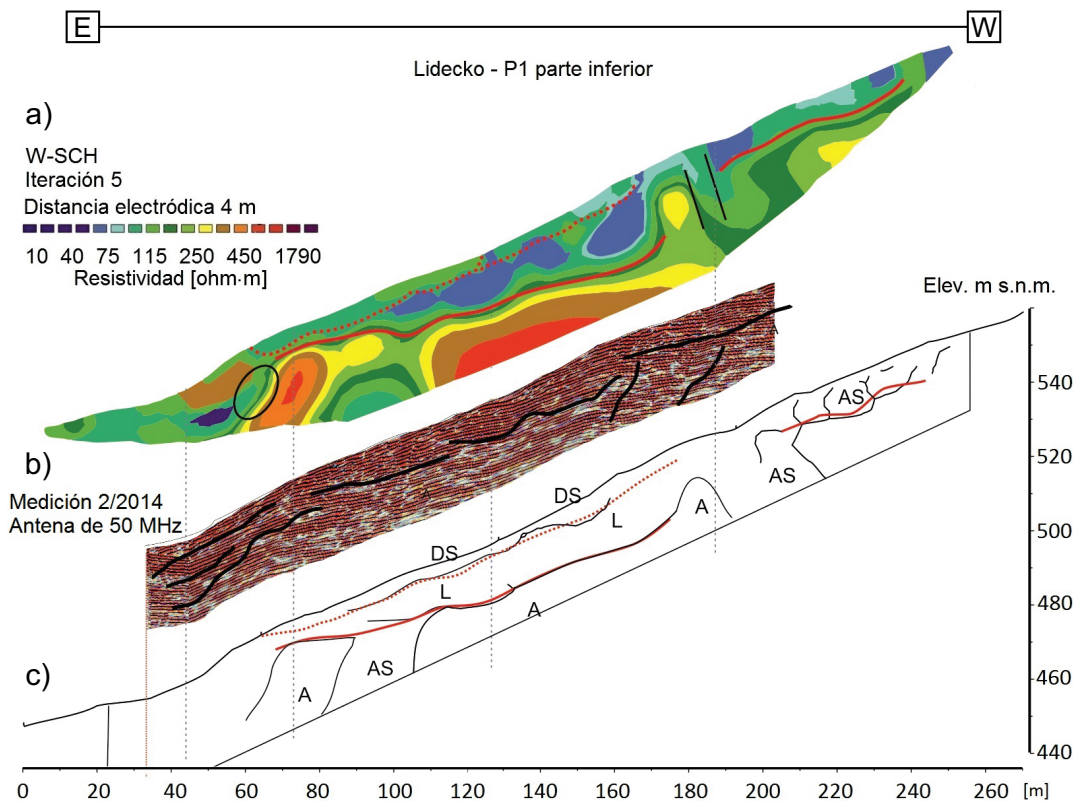 E
W
Lidecko - P1 parte inferior
a)
W-SCH
Iteración 5
Distancia electródica 4 m
10 40 75 115 250 450 1790
Resistividad [ohm·m]
Elev. m s.n.m.
b)
Medición 2/2014
Antena de 50 MHz
c)
DS
DS
L
L
A
A
A
AS
AS
AS
540
520
500
480
460
440
0 20 40 60 80 100 120 140 160 180 200 220 240 260 [m]